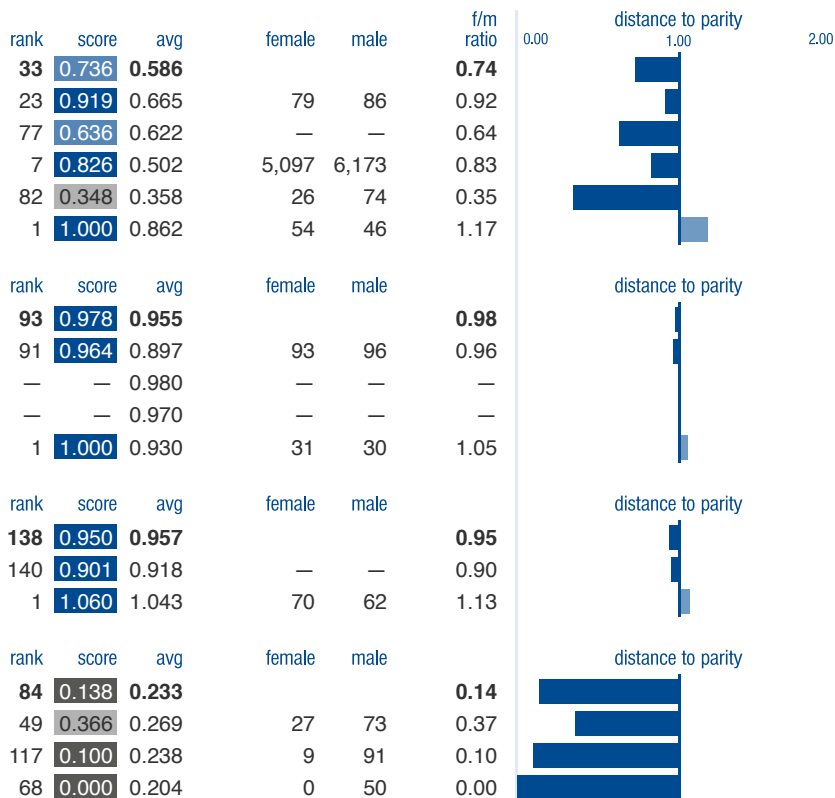 rank score avg female male f/m ratio distance to parity
0.00 1.00 2.00
33 0.736 0.586 0.74
23 0.919 0.665 79 86 0.92
77 0.636 0.622 — — 0.64
7 0.826 0.502 5,097 6,173 0.83
82 0.348 0.358 26 74 0.35
1 1.000 0.862 54 46 1.17
rank score avg female male distance to parity
93 0.978 0.955 0.98
91 0.964 0.897 93 96 0.96
— — 0.980 — — —
— — 0.970 — — —
1 1.000 0.930 31 30 1.05
rank score avg female male distance to parity
138 0.950 0.957 0.95
140 0.901 0.918 — — 0.90
1 1.060 1.043 70 62 1.13
rank score avg female male distance to parity
84 0.138 0.233 0.14
49 0.366 0.269 27 73 0.37
117 0.100 0.238 9 91 0.10
68 0.000 0.204 0 50 0.00